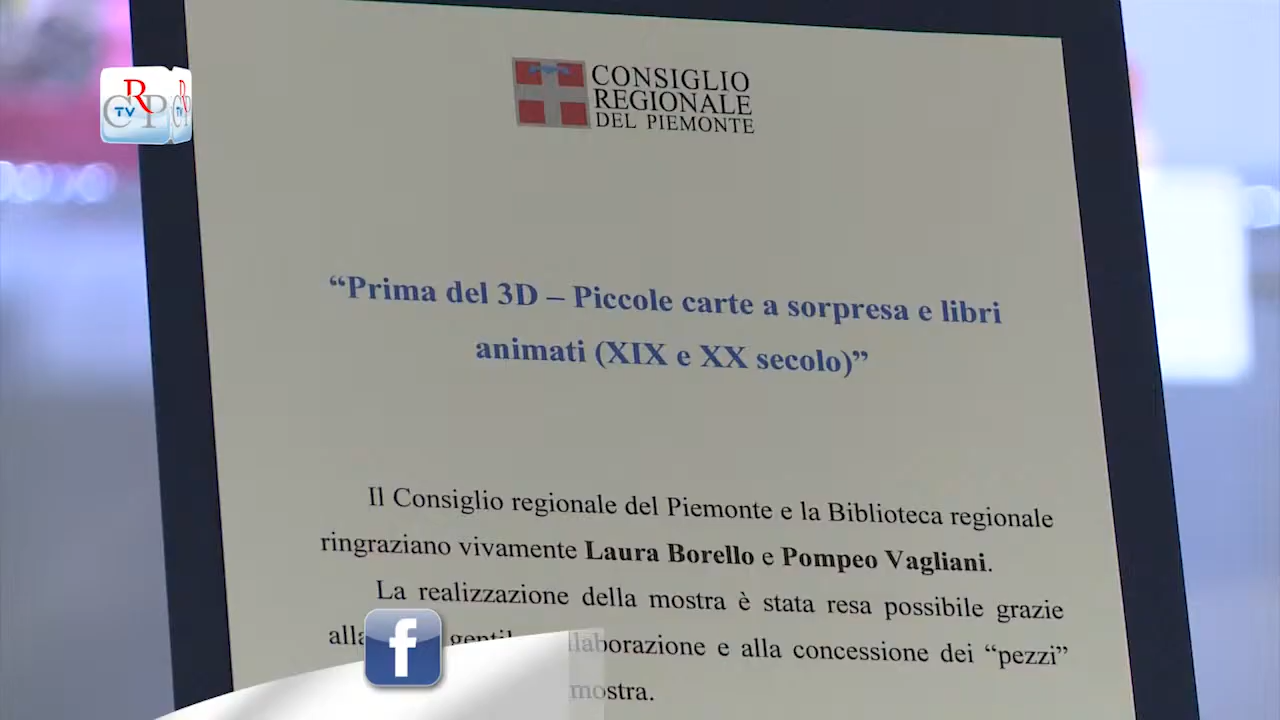 CONSIGLIO
REGIONALE
DEL PIEMONTE
CRP
TV
“Prima del 3D – Piccole carte a sorpresa e libri
animati (XIX e XX secolo)”
Il Consiglio regionale del Piemonte e la Biblioteca regionale
ringraziano vivamente Laura Borello e Pompeo Vagliani.
La realizzazione della mostra è stata resa possibile grazie
e alla concessione dei “pezzi”
mostra.
f